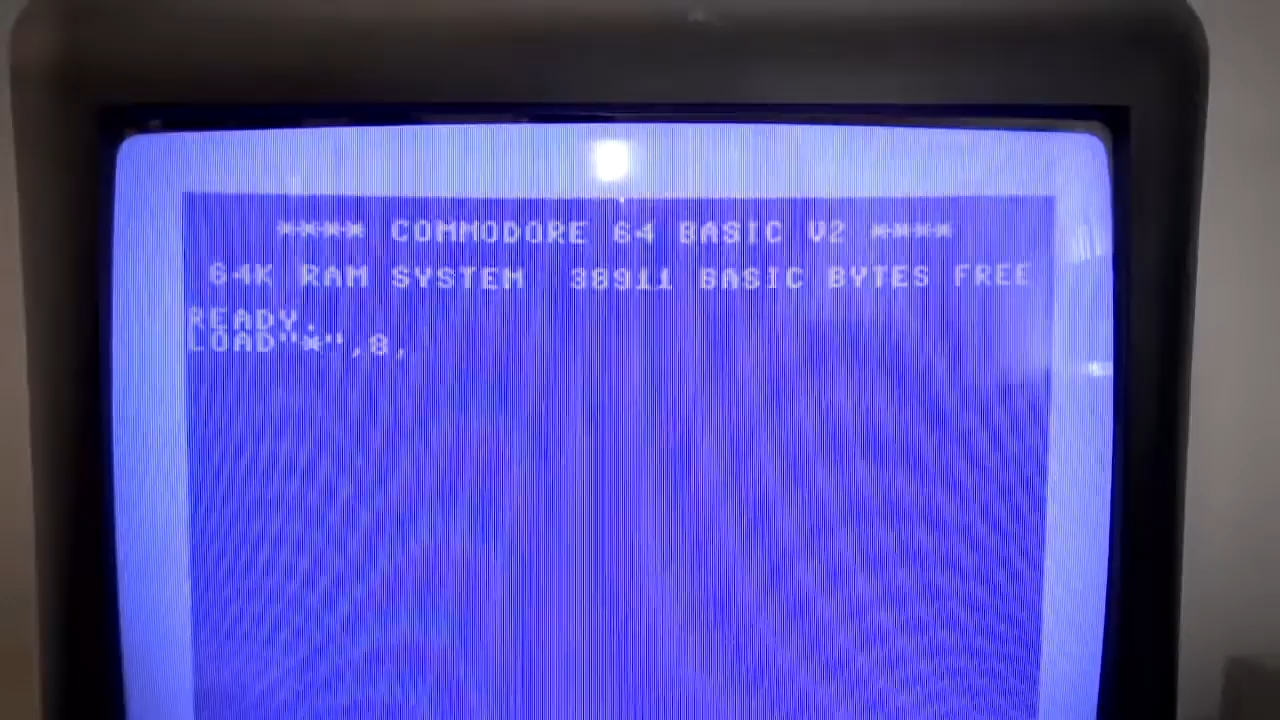 **** COMMODORE 64 BASIC V2 ****
64K RAM SYSTEM  38911 BASIC BYTES FREE
READY.
LOAD"*",8,